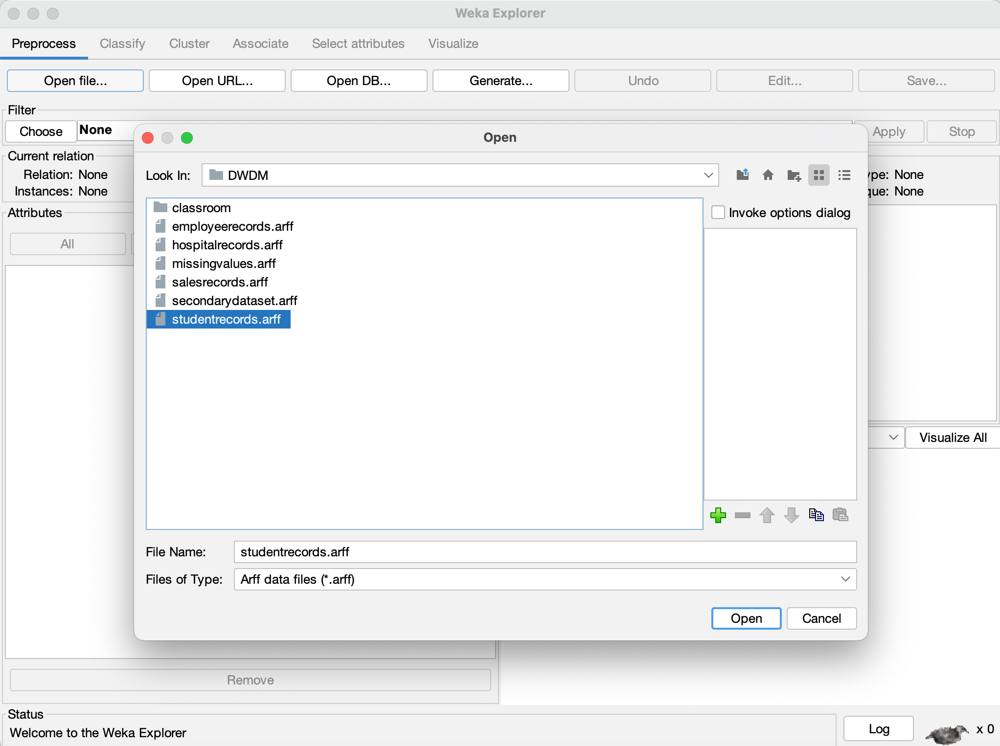 Weka Explorer
Preprocess Classify Cluster Associate Select attributes Visualize
Open file... Open URL... Open DB... Generate... Undo Edit... Save...
Filter
Choose None Apply Stop
Current relation
Relation: None
Instances: None
ype: None
que: None
Attributes
All
Open
Look In: DWDM
classroom
employeerecords.arff
hospitalrecords.arff
missingvalues.arff
salesrecords.arff
secondarydataset.arff
studentrecords.arff
Invoke options dialog
File Name: studentrecords.arff
Files of Type: Arff data files (*.arff)
Open Cancel
Visualize All
Remove
Status
Welcome to the Weka Explorer
Log x 0